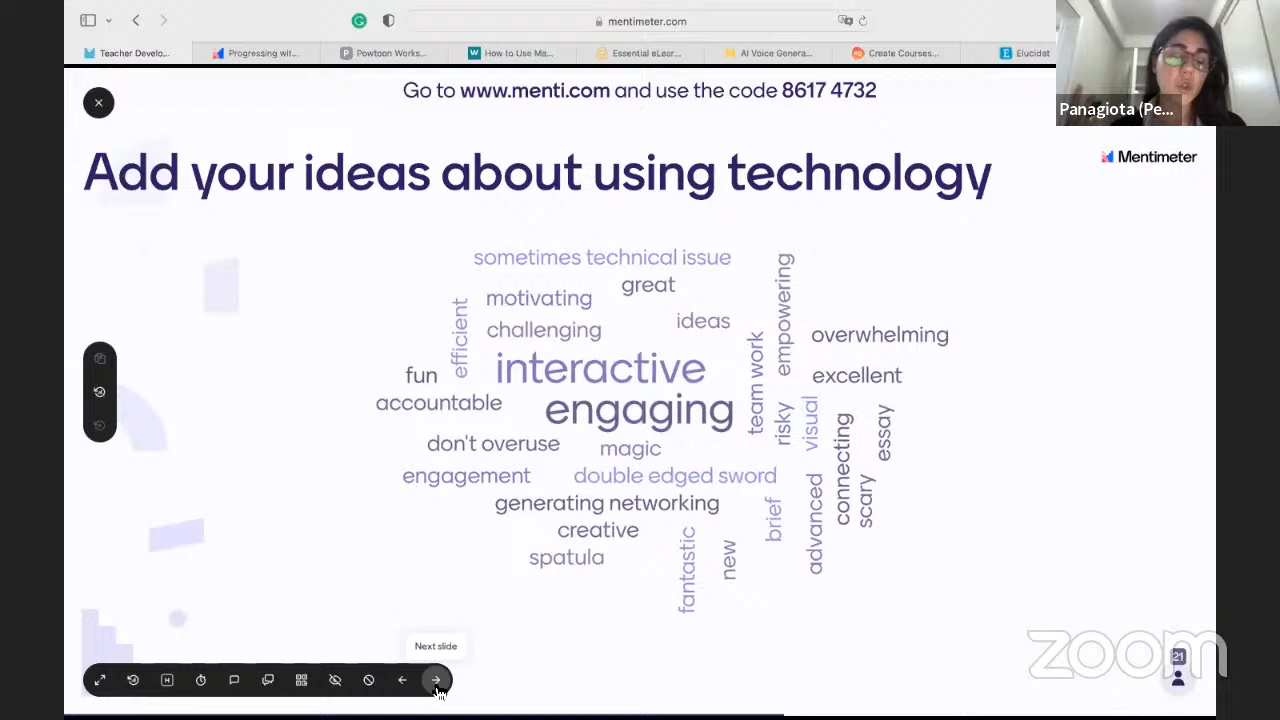 mentimeter.com
Teacher Develo...
Progressing wit...
Powtoon Works...
How to Use Ma...
Essential eLear...
AI Voice Genera...
Create Courses...
Elucidat
Go to www.menti.com and use the code 8617 4732
Panagiota (Pe...
Mentimeter
Add your ideas about using technology
sometimes technical issue
great
motivating
efficient
challenging
ideas
empowering
overwhelming
interactive
fun
excellent
accountable
engaging
team work
risky
visual
connecting
essay
don't overuse
magic
engagement
double edged sword
generating networking
brief
advanced
scary
creative
spatula
fantastic
new
Next slide
zoom
21